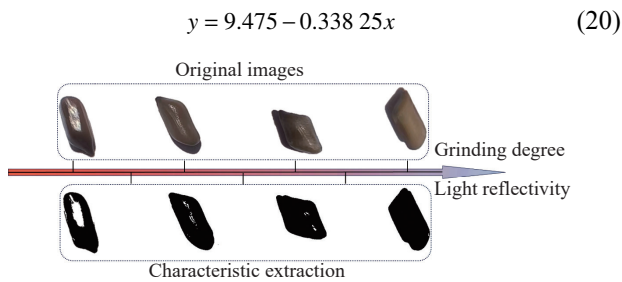 y = 9.475 − 0.338 25x (20)
Original images
Grinding degree
Light reflectivity
Characteristic extraction